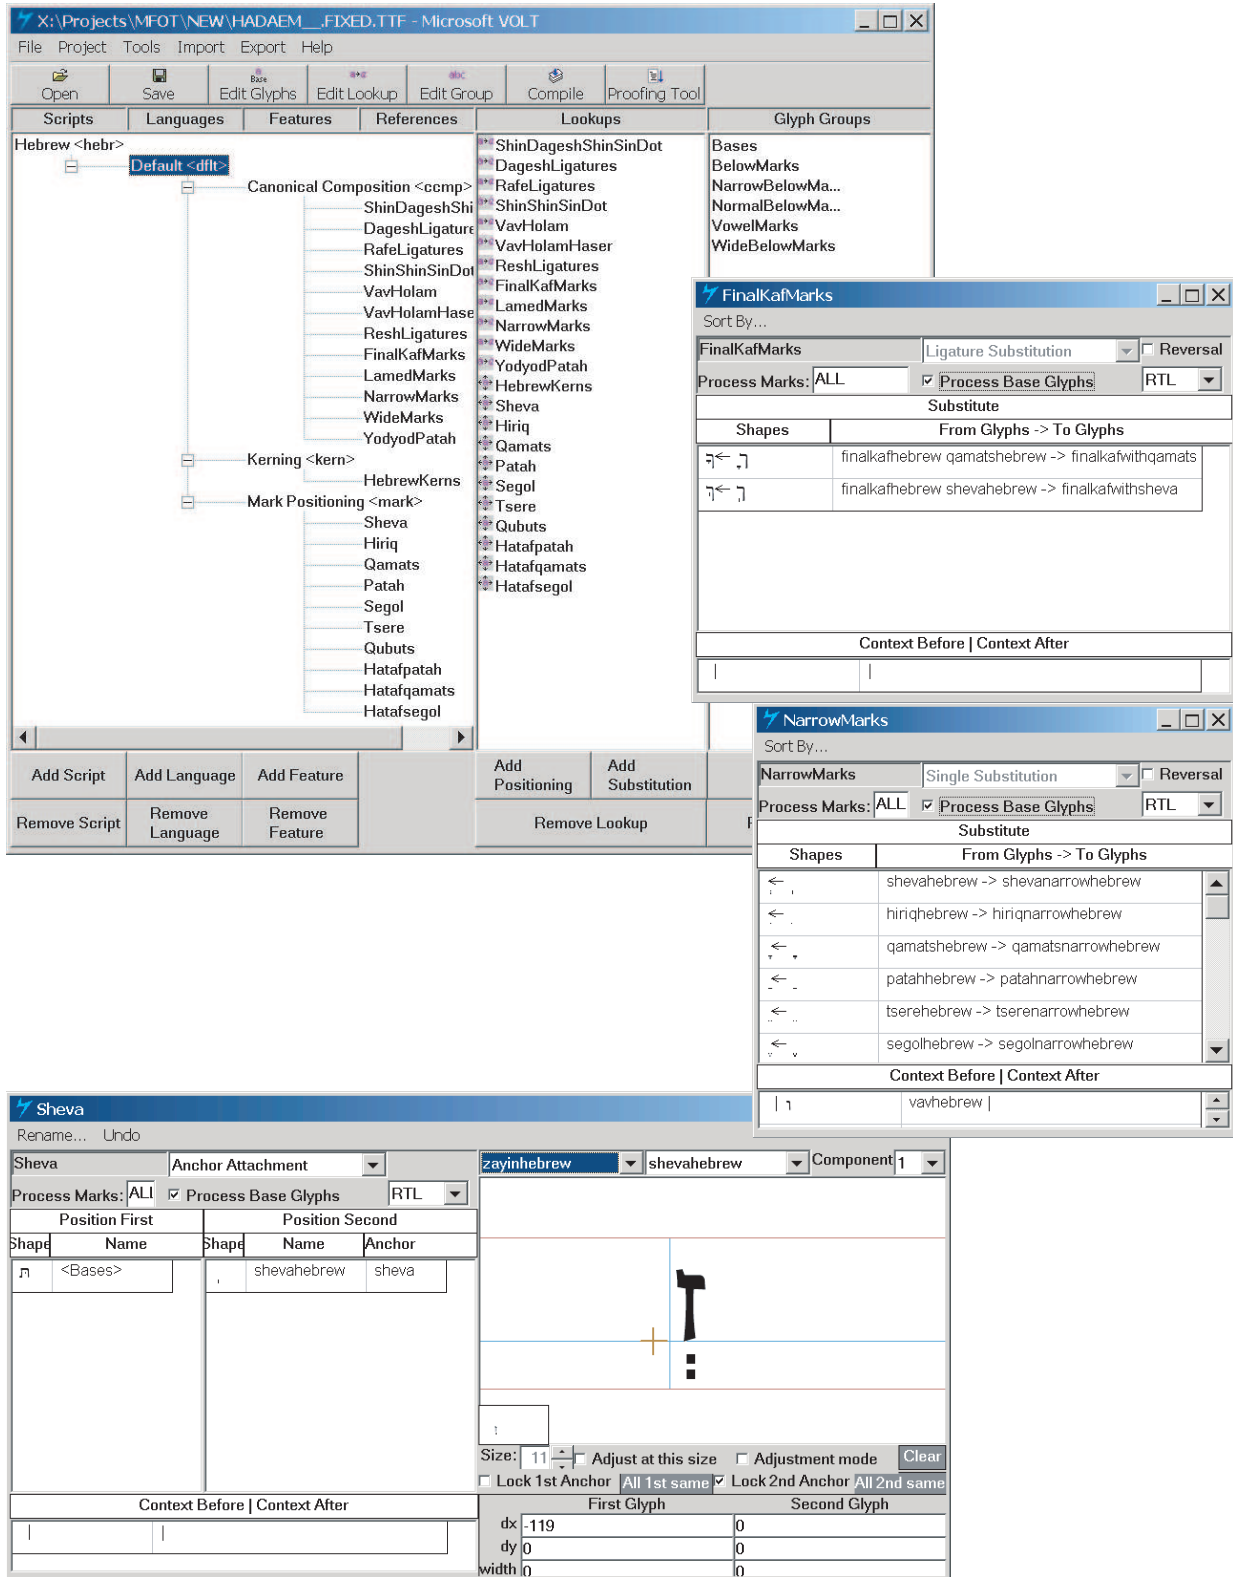 X:\Projects\MFOT\NEW\HADAEM__.FIXED.TTF - Microsoft VOLT
File Project Tools Import Export Help
Open Save Edit Glyphs Edit Lookup Edit Group Compile Proofing Tool
Scripts Languages Features References Lookups Glyph Groups
Hebrew <hebr>
Default <dflt>
Canonical Composition <ccmp>
ShinDageshShi
DageshLigature
RafeLigatures
ShinShinSinDot
VavHolam
VavHolamHase
ReshLigatures
FinalKafMarks
LamedMarks
NarrowMarks
WideMarks
YodyodPatah
Kerning <kern>
HebrewKerns
Mark Positioning <mark>
Sheva
Hiriq
Qamats
Patah
Segol
Tsere
Qubuts
Hatafpatah
Hatafqamats
Hatafsegol
ShinDageshShinSinDot
DageshLigatures
RafeLigatures
ShinShinSinDot
VavHolam
VavHolamHaser
ReshLigatures
FinalKafMarks
LamedMarks
NarrowMarks
WideMarks
YodyodPatah
HebrewKerns
Sheva
Hiriq
Qamats
Patah
Segol
Tsere
Qubuts
Hatafpatah
Hatafqamats
Hatafsegol
Bases
BelowMarks
NarrowBelowMa...
NormalBelowMa...
VowelMarks
WideBelowMarks
Add Script Add Language Add Feature Add Positioning Add Substitution
Remove Script Remove Language Remove Feature Remove Lookup
FinalKafMarks
Sort By...
FinalKafMarks Ligature Substitution Reversal
Process Marks: ALL Process Base Glyphs RTL
Substitute
Shapes From Glyphs -> To Glyphs
ךָ ← ךָ finalkafhebrew qamatshebrew -> finalkafwithqamats
ךְ ← ךְ finalkafhebrew shevahebrew -> finalkafwithsheva
Context Before | Context After
| |
NarrowMarks
Sort By...
NarrowMarks Single Substitution Reversal
Process Marks: ALL Process Base Glyphs RTL
Substitute
Shapes From Glyphs -> To Glyphs
← shevahebrew -> shevanarrowhebrew
← hiriqhebrew -> hiriqnarrowhebrew
← qamatshebrew -> qamatsnarrowhebrew
← patahhebrew -> patahnarrowhebrew
← tserehebrew -> tserenarrowhebrew
← segolhebrew -> segolnarrowhebrew
Context Before | Context After
| ו vavhebrew |
Sheva
Rename... Undo
Sheva Anchor Attachment zayinhebrew shevahebrew Component 1
Process Marks: ALL Process Base Glyphs RTL
Position First Position Second
Shape Name Shape Name Anchor
ת <Bases> shevahebrew sheva
זְ
Size: 11 Adjust at this size Adjustment mode Clear
Lock 1st Anchor All 1st same Lock 2nd Anchor All 2nd same
Context Before | Context After
| |
First Glyph Second Glyph
dx -119 0
dy 0 0
width 0 0